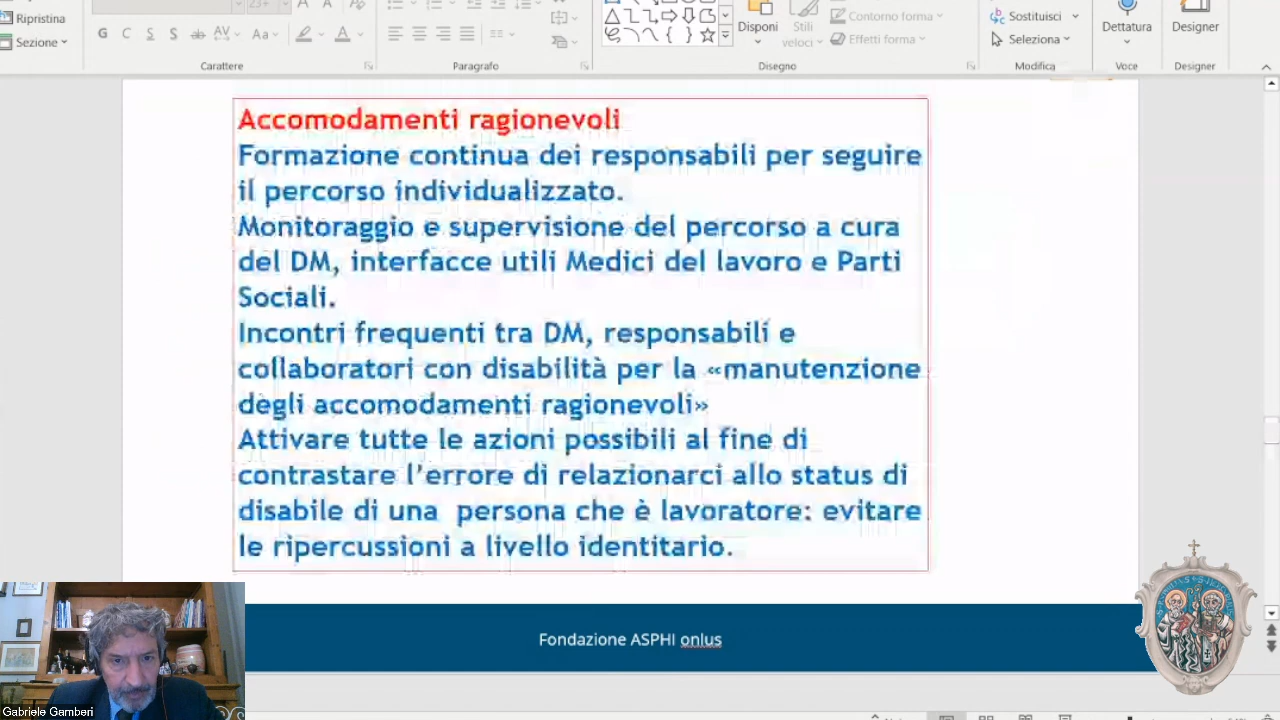 Ripristina
Sezione
G C S S ab AV Aa
Carattere
Paragrafo
Disponi
Stili
veloci
Contorno forma
Effetti forma
Disegno
Sostituisci
Seleziona
Modifica
Dettatura
Voce
Designer
Designer
Accomodamenti ragionevoli
Formazione continua dei responsabili per seguire
il percorso individualizzato.
Monitoraggio e supervisione del percorso a cura
del DM, interfacce utili Medici del lavoro e Parti
Sociali.
Incontri frequenti tra DM, responsabili e
collaboratori con disabilità per la «manutenzione
degli accomodamenti ragionevoli»
Attivare tutte le azioni possibili al fine di
contrastare l’errore di relazionarci allo status di
disabile di una persona che è lavoratore: evitare
le ripercussioni a livello identitario.
Fondazione ASPHI onlus
Gabriele Gamberi